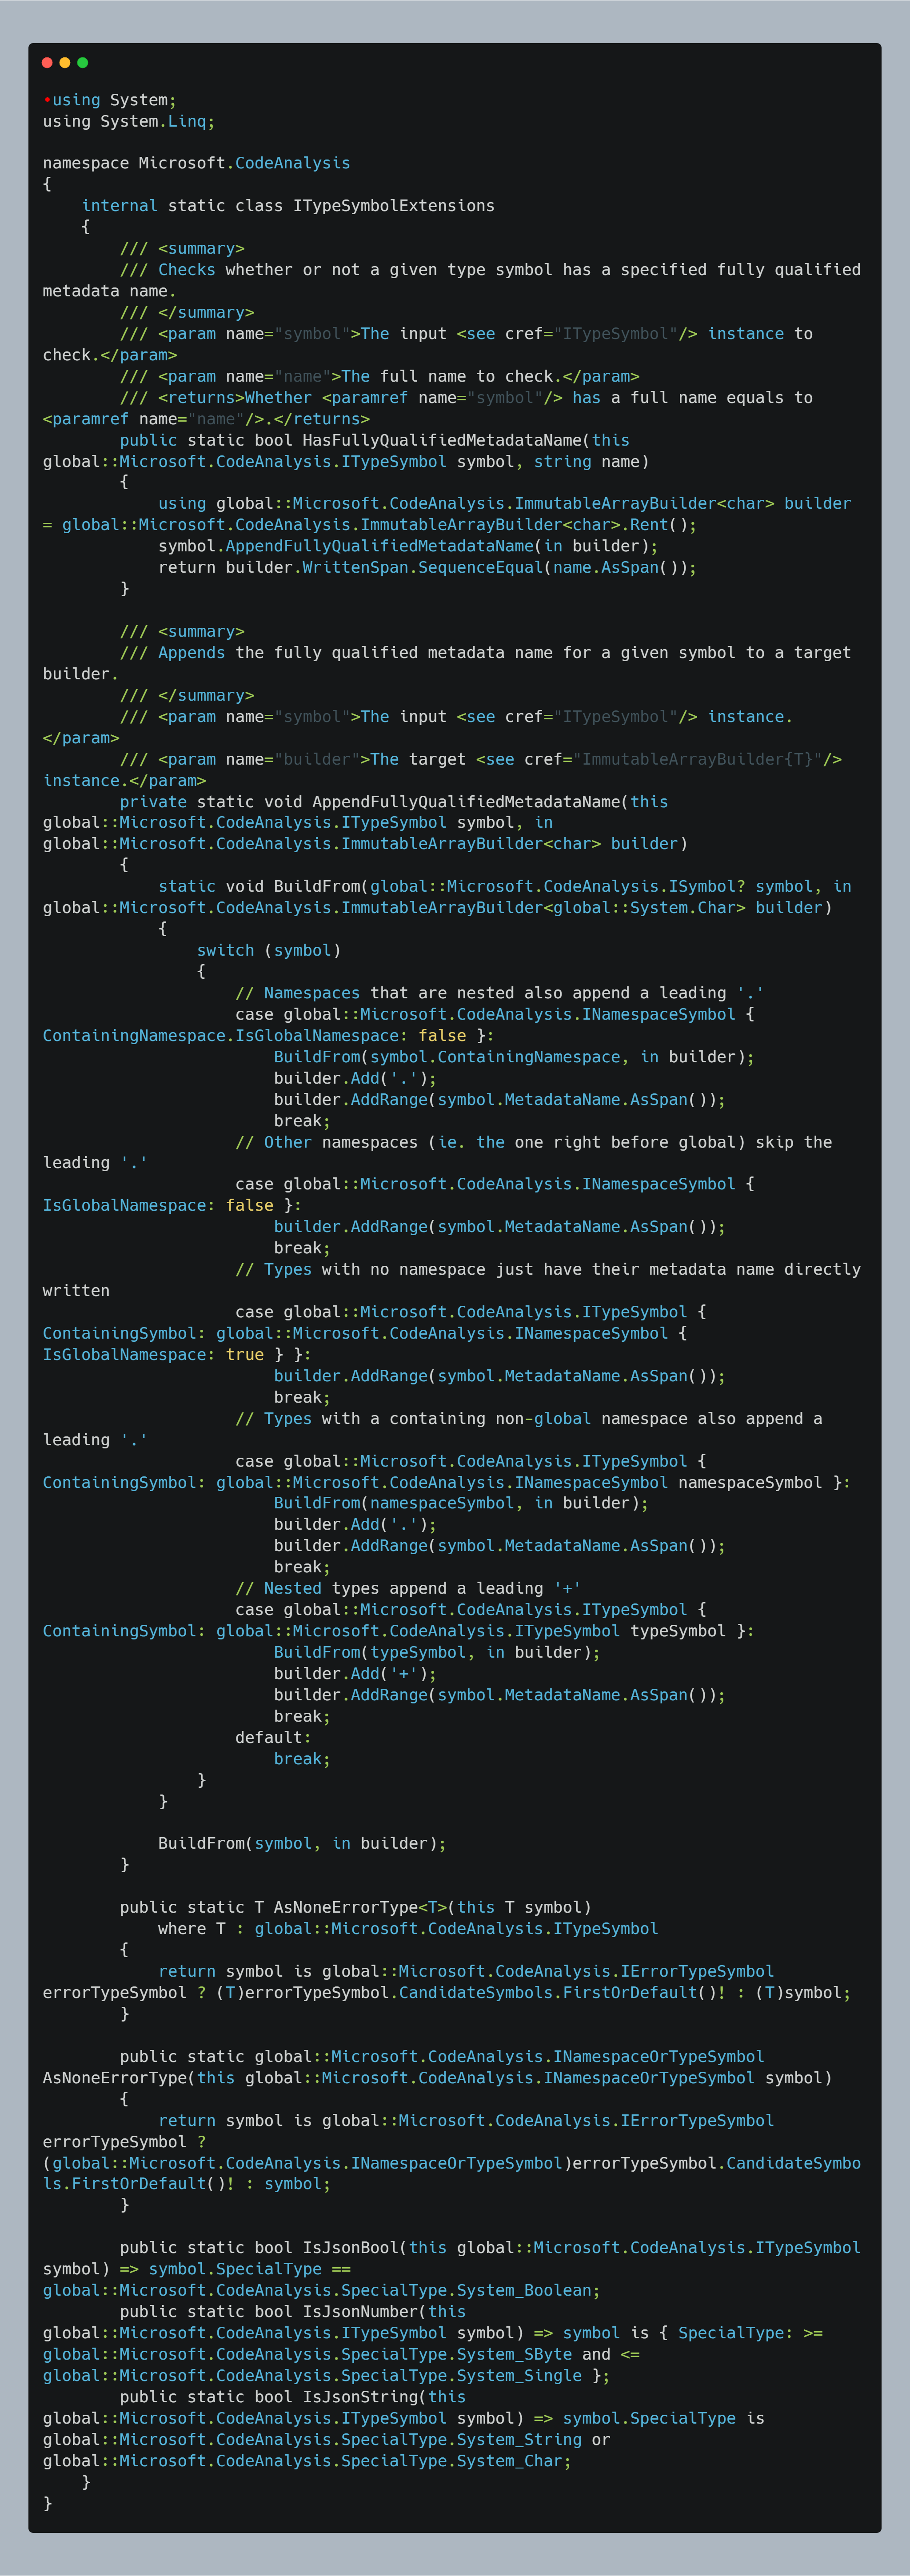 •using System;
using System.Linq;

namespace Microsoft.CodeAnalysis
{
    internal static class ITypeSymbolExtensions
    {
        /// <summary>
        /// Checks whether or not a given type symbol has a specified fully qualified
metadata name.
        /// </summary>
        /// <param name="symbol">The input <see cref="ITypeSymbol"/> instance to
check.</param>
        /// <param name="name">The full name to check.</param>
        /// <returns>Whether <paramref name="symbol"/> has a full name equals to
<paramref name="name"/>.</returns>
        public static bool HasFullyQualifiedMetadataName(this
global::Microsoft.CodeAnalysis.ITypeSymbol symbol, string name)
        {
            using global::Microsoft.CodeAnalysis.ImmutableArrayBuilder<char> builder
= global::Microsoft.CodeAnalysis.ImmutableArrayBuilder<char>.Rent();
            symbol.AppendFullyQualifiedMetadataName(in builder);
            return builder.WrittenSpan.SequenceEqual(name.AsSpan());
        }

        /// <summary>
        /// Appends the fully qualified metadata name for a given symbol to a target
builder.
        /// </summary>
        /// <param name="symbol">The input <see cref="ITypeSymbol"/> instance.
</param>
        /// <param name="builder">The target <see cref="ImmutableArrayBuilder{T}"/>
instance.</param>
        private static void AppendFullyQualifiedMetadataName(this
global::Microsoft.CodeAnalysis.ITypeSymbol symbol, in
global::Microsoft.CodeAnalysis.ImmutableArrayBuilder<char> builder)
        {
            static void BuildFrom(global::Microsoft.CodeAnalysis.ISymbol? symbol, in
global::Microsoft.CodeAnalysis.ImmutableArrayBuilder<global::System.Char> builder)
            {
                switch (symbol)
                {
                    // Namespaces that are nested also append a leading '.'
                    case global::Microsoft.CodeAnalysis.INamespaceSymbol {
ContainingNamespace.IsGlobalNamespace: false }:
                        BuildFrom(symbol.ContainingNamespace, in builder);
                        builder.Add('.');
                        builder.AddRange(symbol.MetadataName.AsSpan());
                        break;
                    // Other namespaces (ie. the one right before global) skip the
leading '.'
                    case global::Microsoft.CodeAnalysis.INamespaceSymbol {
IsGlobalNamespace: false }:
                        builder.AddRange(symbol.MetadataName.AsSpan());
                        break;
                    // Types with no namespace just have their metadata name directly
written
                    case global::Microsoft.CodeAnalysis.ITypeSymbol {
ContainingSymbol: global::Microsoft.CodeAnalysis.INamespaceSymbol {
IsGlobalNamespace: true } }:
                        builder.AddRange(symbol.MetadataName.AsSpan());
                        break;
                    // Types with a containing non-global namespace also append a
leading '.'
                    case global::Microsoft.CodeAnalysis.ITypeSymbol {
ContainingSymbol: global::Microsoft.CodeAnalysis.INamespaceSymbol namespaceSymbol }:
                        BuildFrom(namespaceSymbol, in builder);
                        builder.Add('.');
                        builder.AddRange(symbol.MetadataName.AsSpan());
                        break;
                    // Nested types append a leading '+'
                    case global::Microsoft.CodeAnalysis.ITypeSymbol {
ContainingSymbol: global::Microsoft.CodeAnalysis.ITypeSymbol typeSymbol }:
                        BuildFrom(typeSymbol, in builder);
                        builder.Add('+');
                        builder.AddRange(symbol.MetadataName.AsSpan());
                        break;
                    default:
                        break;
                }
            }

            BuildFrom(symbol, in builder);
        }

        public static T AsNoneErrorType<T>(this T symbol)
            where T : global::Microsoft.CodeAnalysis.ITypeSymbol
        {
            return symbol is global::Microsoft.CodeAnalysis.IErrorTypeSymbol
errorTypeSymbol ? (T)errorTypeSymbol.CandidateSymbols.FirstOrDefault()! : (T)symbol;
        }

        public static global::Microsoft.CodeAnalysis.INamespaceOrTypeSymbol
AsNoneErrorType(this global::Microsoft.CodeAnalysis.INamespaceOrTypeSymbol symbol)
        {
            return symbol is global::Microsoft.CodeAnalysis.IErrorTypeSymbol
errorTypeSymbol ?
(global::Microsoft.CodeAnalysis.INamespaceOrTypeSymbol)errorTypeSymbol.CandidateSymbo
ls.FirstOrDefault()! : symbol;
        }

        public static bool IsJsonBool(this global::Microsoft.CodeAnalysis.ITypeSymbol
symbol) => symbol.SpecialType ==
global::Microsoft.CodeAnalysis.SpecialType.System_Boolean;
        public static bool IsJsonNumber(this
global::Microsoft.CodeAnalysis.ITypeSymbol symbol) => symbol is { SpecialType: >=
global::Microsoft.CodeAnalysis.SpecialType.System_SByte and <=
global::Microsoft.CodeAnalysis.SpecialType.System_Single };
        public static bool IsJsonString(this
global::Microsoft.CodeAnalysis.ITypeSymbol symbol) => symbol.SpecialType is
global::Microsoft.CodeAnalysis.SpecialType.System_String or
global::Microsoft.CodeAnalysis.SpecialType.System_Char;
    }
}